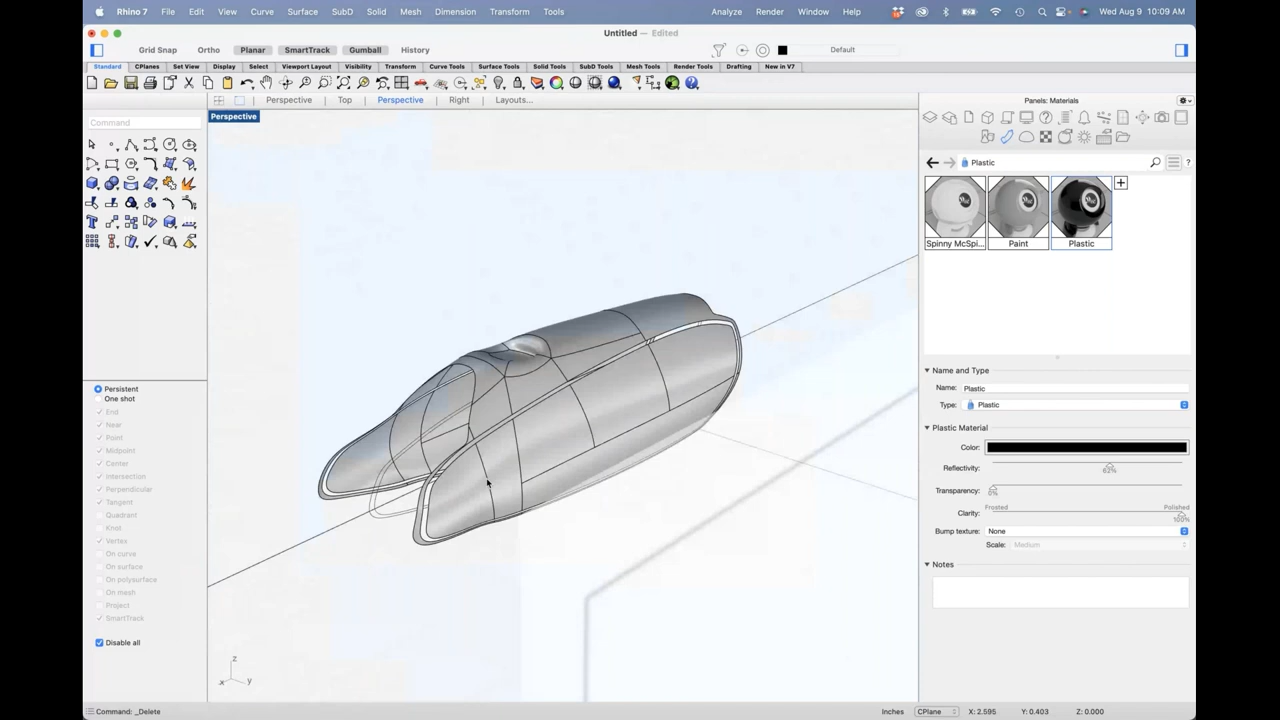 Rhino 7 File Edit View Curve Surface SubD Solid Mesh Dimension Transform Tools Analyze Render Window Help Wed Aug 9 10:09 AM
Untitled — Edited
Grid Snap Ortho Planar SmartTrack Gumball History Default
Standard CPlanes Set View Display Select Viewport Layout Visibility Transform Curve Tools Surface Tools Solid Tools SubD Tools Mesh Tools Render Tools Drafting New in V7
Perspective Top Perspective Right Layouts... Panels: Materials
Perspective
Command
Plastic ?
Spinny McSpi... Paint Plastic
Name and Type
Name: Plastic
Type: Plastic
Plastic Material
Color:
Reflectivity:
62%
Transparency:
0%
Clarity: Frosted Polished
100%
Bump texture: None
Scale: Medium
Notes
Persistent
One shot
End
Near
Point
Midpoint
Center
Intersection
Perpendicular
Tangent
Quadrant
Knot
Vertex
On curve
On surface
On polysurface
On mesh
Project
SmartTrack
Disable all
z
x y
Command: _Delete Inches CPlane X: 2.595 Y: 0.403 Z: 0.000